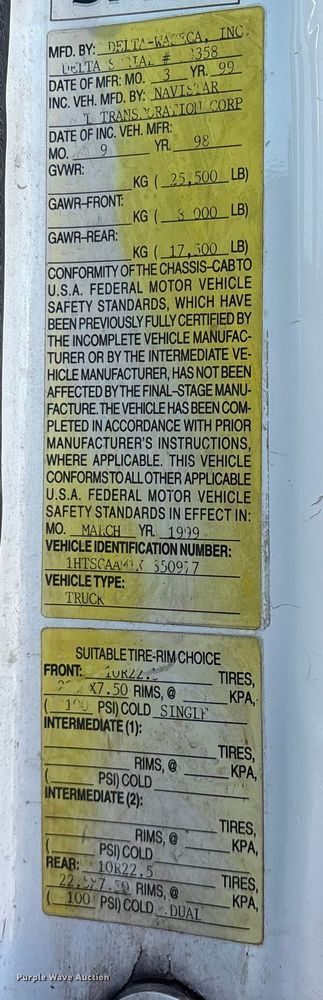 MFD. BY: DELTA-WASECA, INC.
DELTA SERIAL # 358
DATE OF MFR: MO. 3 YR. 99
INC. VEH. MFD. BY: NAVISTAR
CORP
DATE OF INC. VEH. MFR:
MO. 9 YR. 98
GVWR:
KG ( 25,500 LB)
GAWR-FRONT:
KG ( 8 000 LB)
GAWR-REAR:
KG ( 17,500 LB)
CONFORMITY OF THE CHASSIS-CAB TO
U.S.A. FEDERAL MOTOR VEHICLE
SAFETY STANDARDS, WHICH HAVE
BEEN PREVIOUSLY FULLY CERTIFIED BY
THE INCOMPLETE VEHICLE MANUFAC-
TURER OR BY THE INTERMEDIATE VE-
HICLE MANUFACTURER, HAS NOT BEEN
AFFECTED BY THE FINAL-STAGE MANU-
FACTURE. THE VEHICLE HAS BEEN COM-
PLETED IN ACCORDANCE WITH PRIOR
MANUFACTURER'S INSTRUCTIONS,
WHERE APPLICABLE. THIS VEHICLE
CONFORMS TO ALL OTHER APPLICABLE
U.S.A. FEDERAL MOTOR VEHICLE
SAFETY STANDARDS IN EFFECT IN:
MO. MARCH YR. 1999
VEHICLE IDENTIFICATION NUMBER:
VEHICLE TYPE:
TRUCK
SUITABLE TIRE-RIM CHOICE
FRONT: 10R22.5 TIRES,
X7.50 RIMS, @ KPA,
( 100 PSI) COLD SINGLE
INTERMEDIATE (1):
TIRES,
RIMS, @ KPA,
( PSI) COLD
INTERMEDIATE (2):
TIRES,
RIMS, @ KPA,
( PSI) COLD
REAR: 10R22.5 TIRES,
22.5X7.50 RIMS, @ KPA,
( 100 PSI) COLD DUAL
Purple Wave Auction